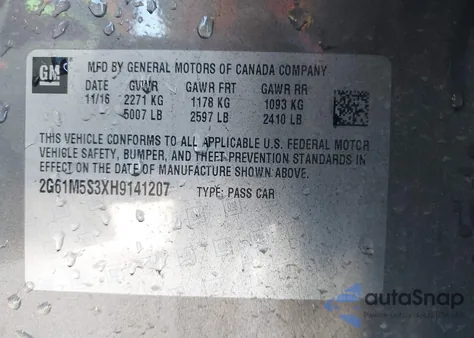 GM
MFD BY GENERAL MOTORS OF CANADA COMPANY
DATE GVWR GAWR FRT GAWR RR
11/16 2271 KG 1178 KG 1093 KG
5007 LB 2597 LB 2410 LB
THIS VEHICLE CONFORMS TO ALL APPLICABLE U.S. FEDERAL MOTOR
VEHICLE SAFETY, BUMPER, AND THEFT PREVENTION STANDARDS IN
EFFECT ON THE DATE OF MANUFACTURE SHOWN ABOVE.
2G61M5S3XH9141207 TYPE: PASS CAR
autoSnap